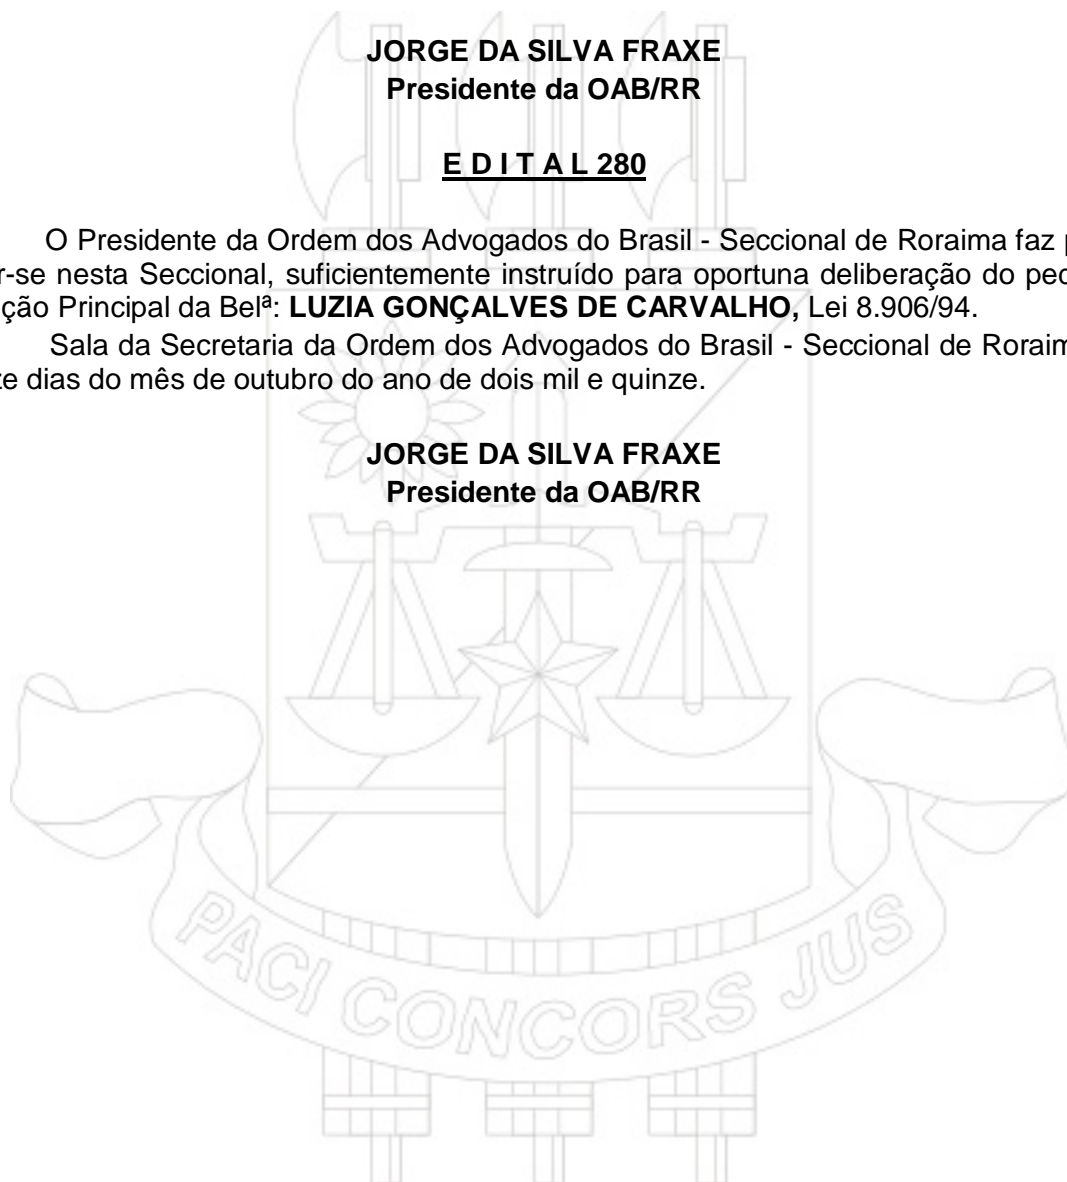 JORGE DA SILVA FRAXE
Presidente da OAB/RR
E D I T A L 280
O Presidente da Ordem dos Advogados do Brasil - Seccional de Roraima faz
r-se nesta Seccional, suficientemente instruído para oportuna deliberação do
ção Principal da Belª: LUZIA GONÇALVES DE CARVALHO, Lei 8.906/94.
Sala da Secretaria da Ordem dos Advogados do Brasil - Seccional de
dias do mês de outubro do ano de dois mil e quinze.
JORGE DA SILVA FRAXE
Presidente da OAB/RR
PACI CONCORS JUS